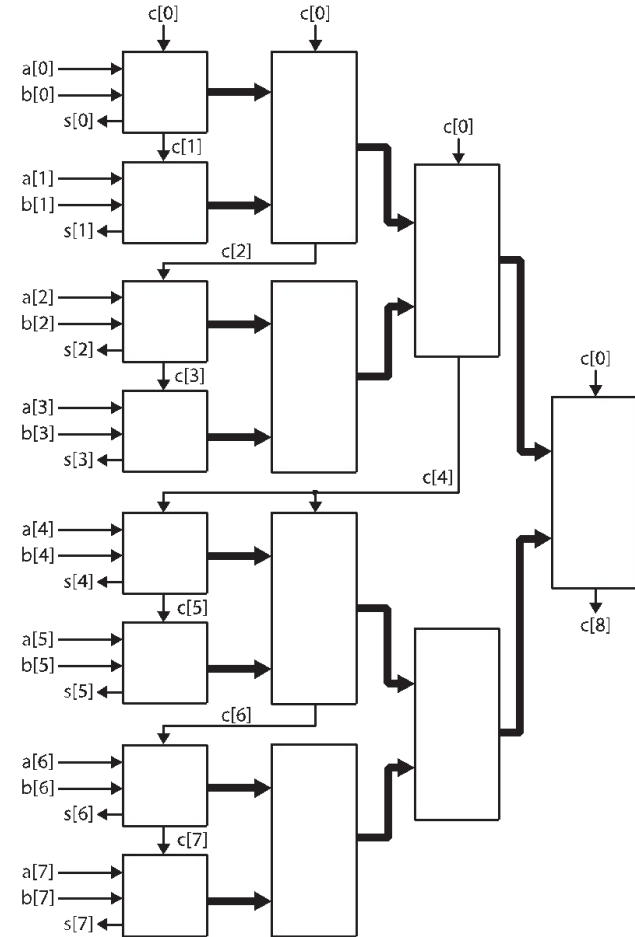 c[0] c[0]
a[0]
b[0]
s[0]
c[0]
c[1]
a[1]
b[1]
s[1]
c[2]
a[2]
b[2]
s[2]
c[0]
c[3]
a[3]
b[3]
s[3]
c[4]
a[4]
b[4]
s[4]
c[5]
c[8]
a[5]
b[5]
s[5]
c[6]
a[6]
b[6]
s[6]
c[7]
a[7]
b[7]
s[7]